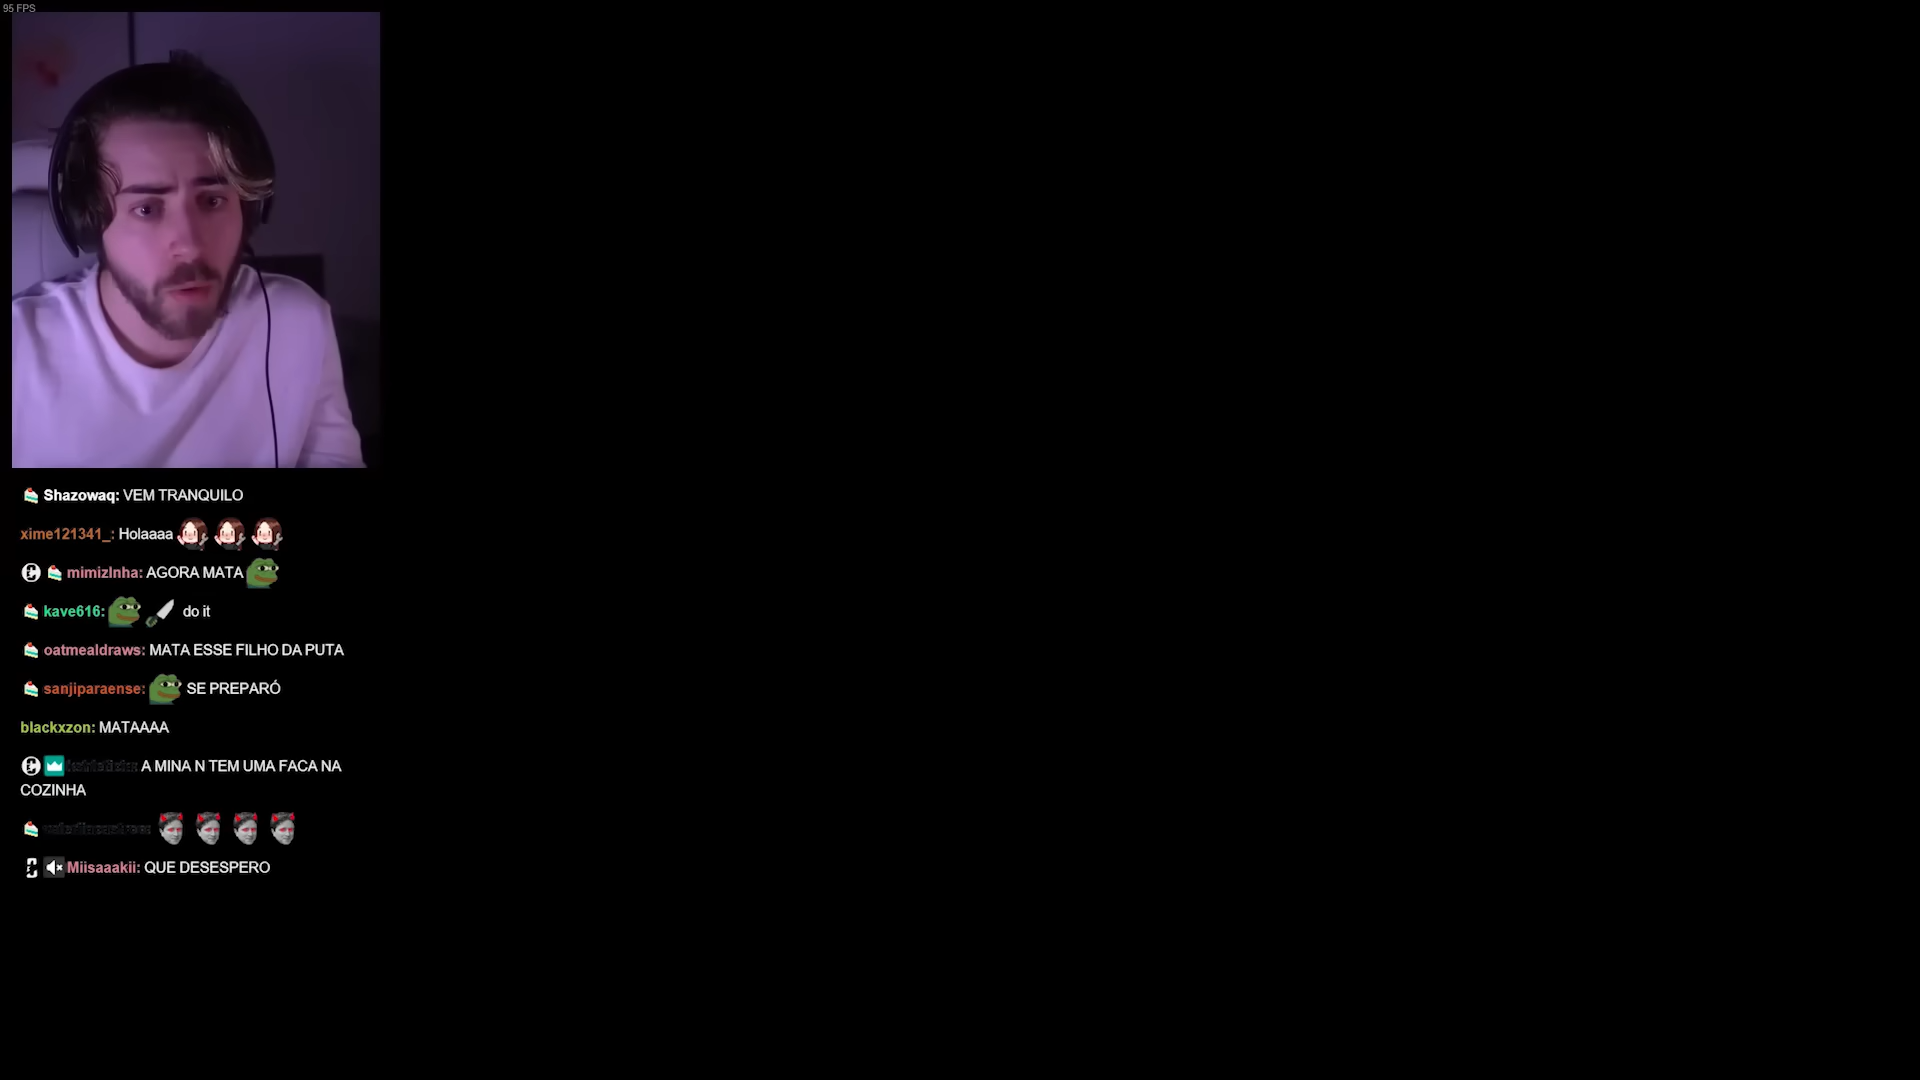 95 FPS
Shazowaq: VEM TRANQUILO
xime121341_: Holaaaa
mimizlnha: AGORA MATA
kave616: do it
oatmealdraws: MATA ESSE FILHO DA PUTA
sanjiparaense: SE PREPARÓ
blackxzon: MATAAAA
A MINA N TEM UMA FACA NA
COZINHA
Miisaaakii: QUE DESESPERO